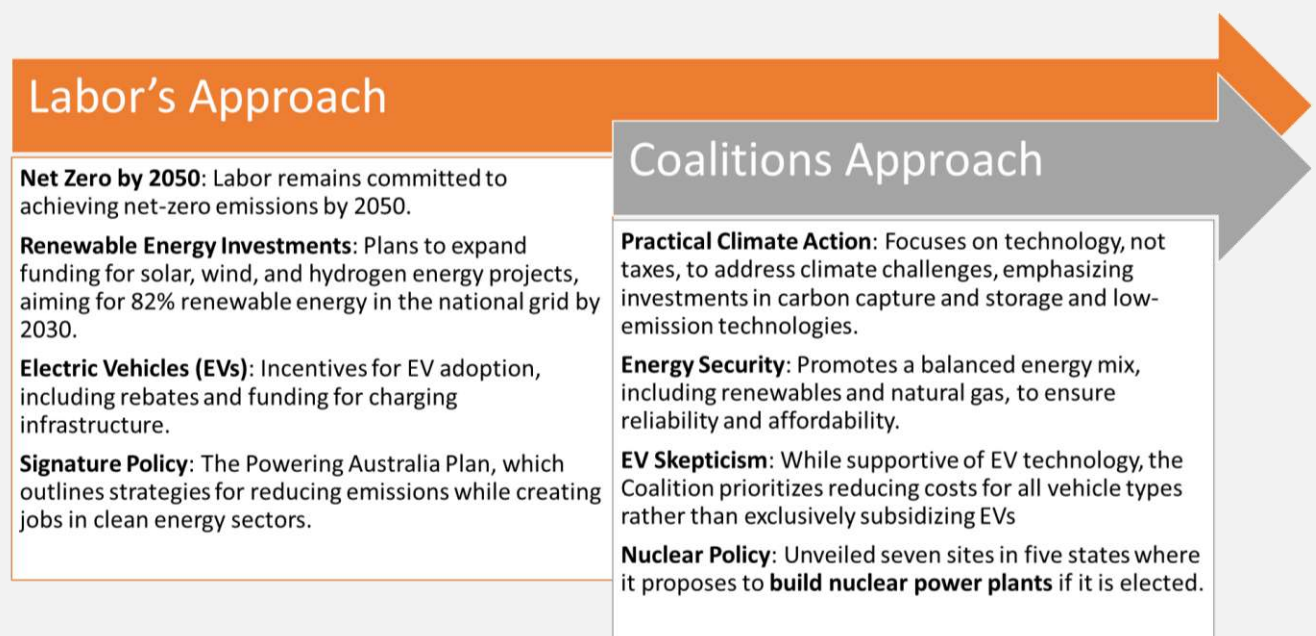 Labor’s Approach
Net Zero by 2050: Labor remains committed to
achieving net-zero emissions by 2050.
Renewable Energy Investments: Plans to expand
funding for solar, wind, and hydrogen energy projects,
aiming for 82% renewable energy in the national grid by
2030.
Electric Vehicles (EVs): Incentives for EV adoption,
including rebates and funding for charging
infrastructure.
Signature Policy: The Powering Australia Plan, which
outlines strategies for reducing emissions while creating
jobs in clean energy sectors.
Coalitions Approach
Practical Climate Action: Focuses on technology, not
taxes, to address climate challenges, emphasizing
investments in carbon capture and storage and low-
emission technologies.
Energy Security: Promotes a balanced energy mix,
including renewables and natural gas, to ensure
reliability and affordability.
EV Skepticism: While supportive of EV technology, the
Coalition prioritizes reducing costs for all vehicle types
rather than exclusively subsidizing EVs
Nuclear Policy: Unveiled seven sites in five states where
it proposes to build nuclear power plants if it is elected.